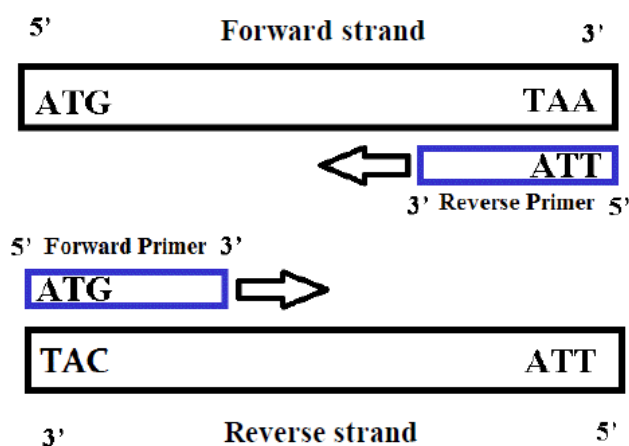 5’ Forward strand 3’
ATG TAA
ATT
3’ Reverse Primer 5’
5’ Forward Primer 3’
ATG
TAC ATT
3’ Reverse strand 5’